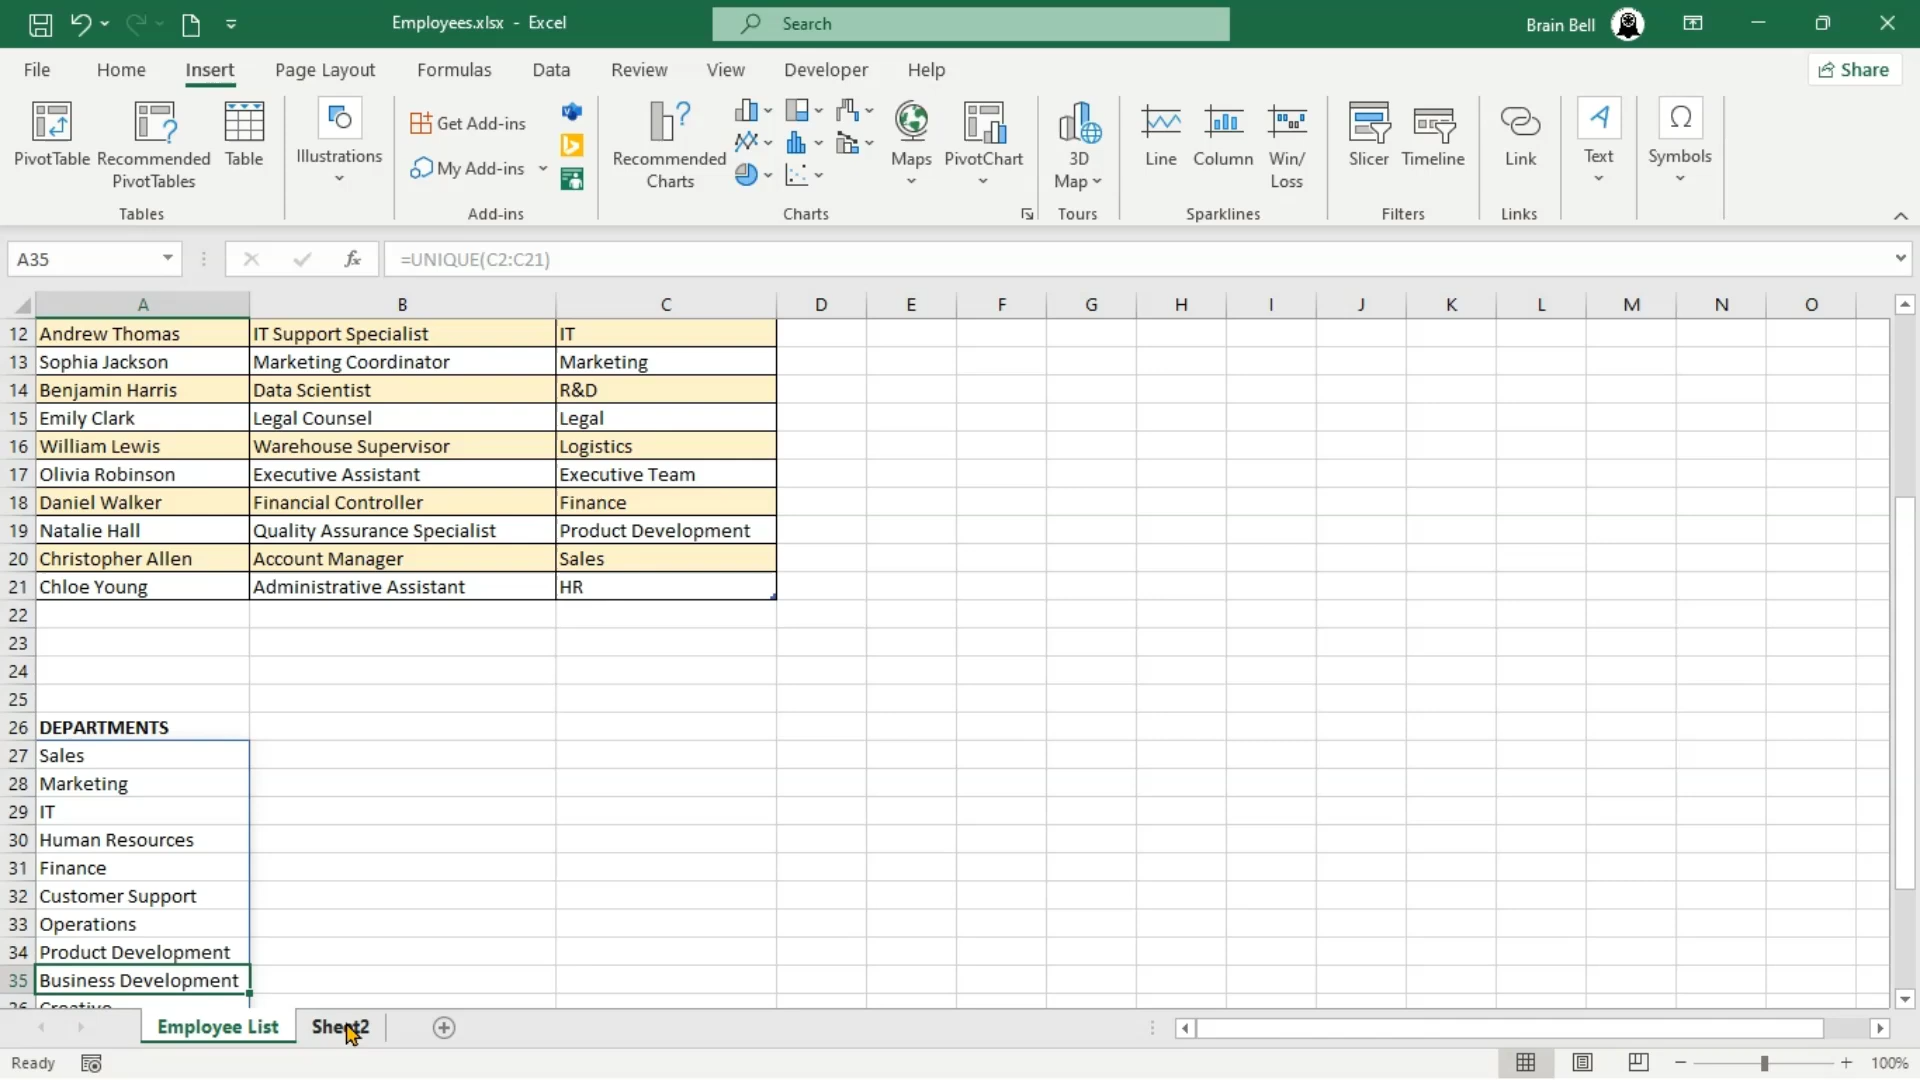 Employees.xlsx - Excel
Search
Brain Bell
File Home Insert Page Layout Formulas Data Review View Developer Help
Share
PivotTable
Recommended PivotTables
Table
Tables
Illustrations
Get Add-ins
My Add-ins
Add-ins
Recommended Charts
Maps
PivotChart
Charts
3D Map
Tours
Line
Column
Win/ Loss
Sparklines
Slicer
Timeline
Filters
Link
Links
Text
Symbols
A35
fx
=UNIQUE(C2:C21)
A B C D E F G H I J K L M N O
12 Andrew Thomas IT Support Specialist IT
13 Sophia Jackson Marketing Coordinator Marketing
14 Benjamin Harris Data Scientist R&D
15 Emily Clark Legal Counsel Legal
16 William Lewis Warehouse Supervisor Logistics
17 Olivia Robinson Executive Assistant Executive Team
18 Daniel Walker Financial Controller Finance
19 Natalie Hall Quality Assurance Specialist Product Development
20 Christopher Allen Account Manager Sales
21 Chloe Young Administrative Assistant HR
22
23
24
25
26 DEPARTMENTS
27 Sales
28 Marketing
29 IT
30 Human Resources
31 Finance
32 Customer Support
33 Operations
34 Product Development
35 Business Development
36 Creative
Employee List Sheet2
Ready
100%